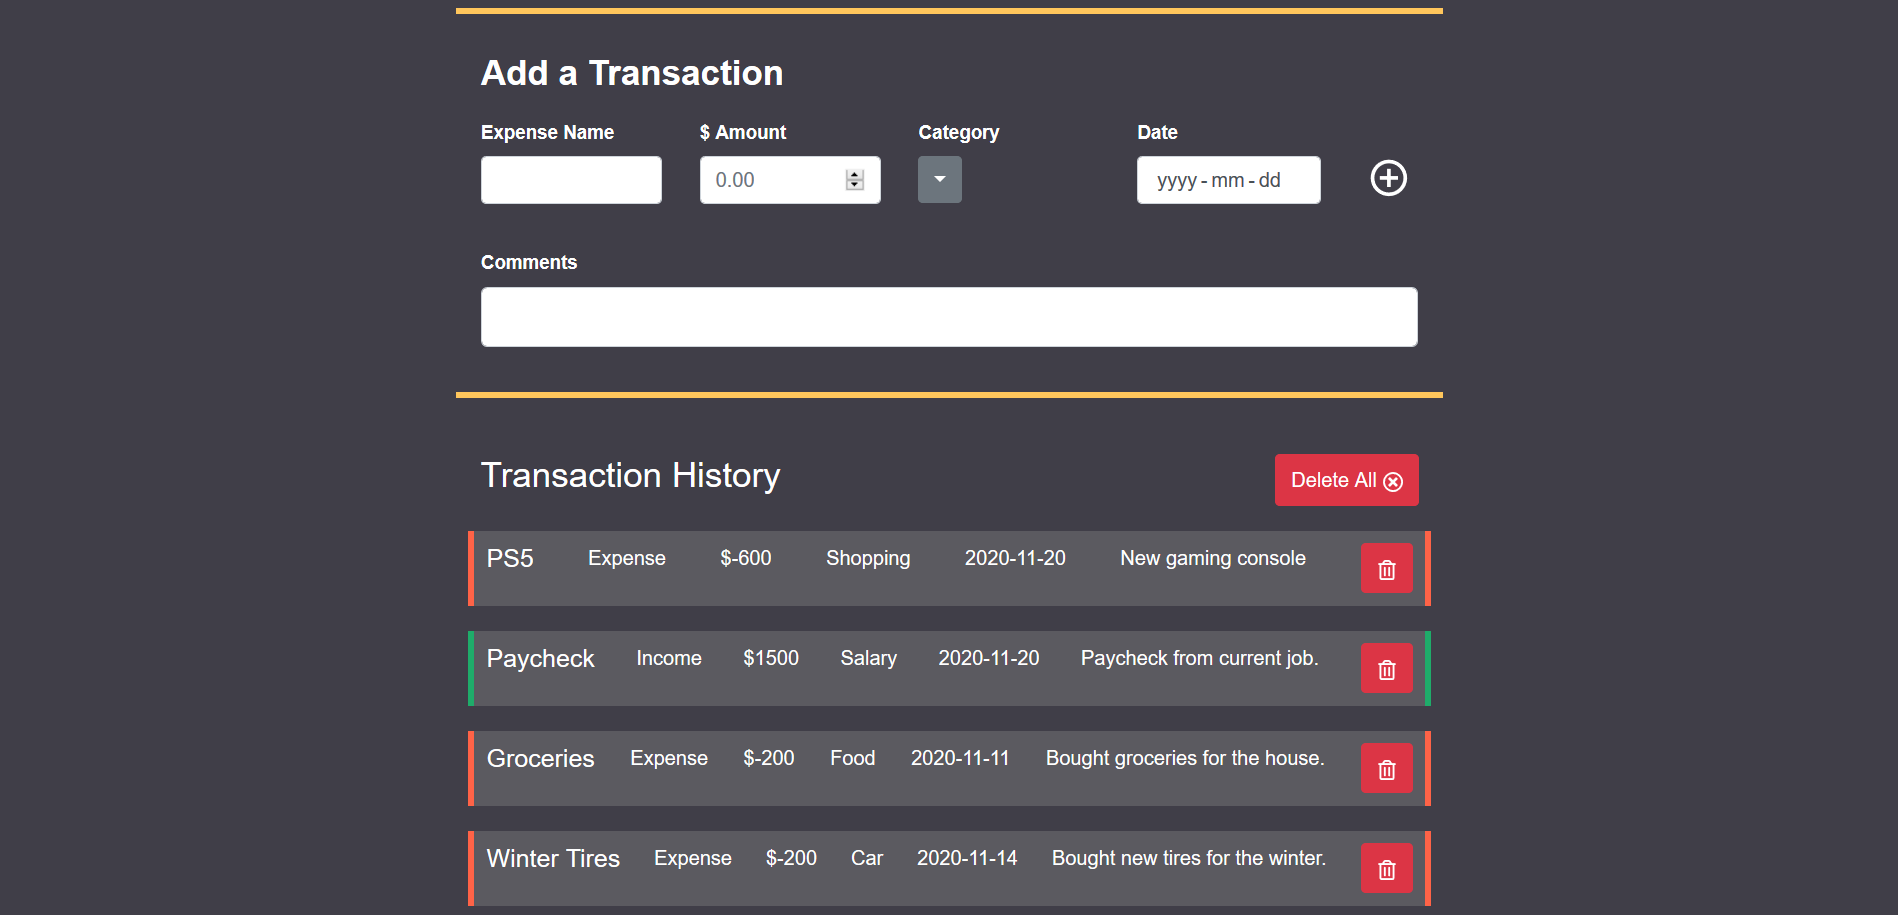 Add a Transaction
Expense Name $ Amount Category Date
0.00 yyyy-mm-dd
Comments
Transaction History Delete All
PS5 Expense $-600 Shopping 2020-11-20 New gaming console
Paycheck Income $1500 Salary 2020-11-20 Paycheck from current job.
Groceries Expense $-200 Food 2020-11-11 Bought groceries for the house.
Winter Tires Expense $-200 Car 2020-11-14 Bought new tires for the winter.